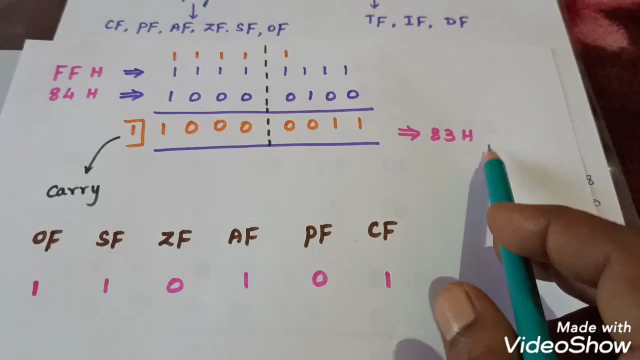 CF, PF, AF, ZF, SF, OF
TF, IF, DF
1 1 1 1 1
FF H ⇒ 1 1 1 1 1 1 1 1
84 H ⇒ 1 0 0 0 0 1 0 0
1 1 0 0 0 0 0 1 1 ⇒ 83 H
carry
OF SF ZF AF PF CF
1 1 0 1 0 1
8
0
Made with
VideoShow